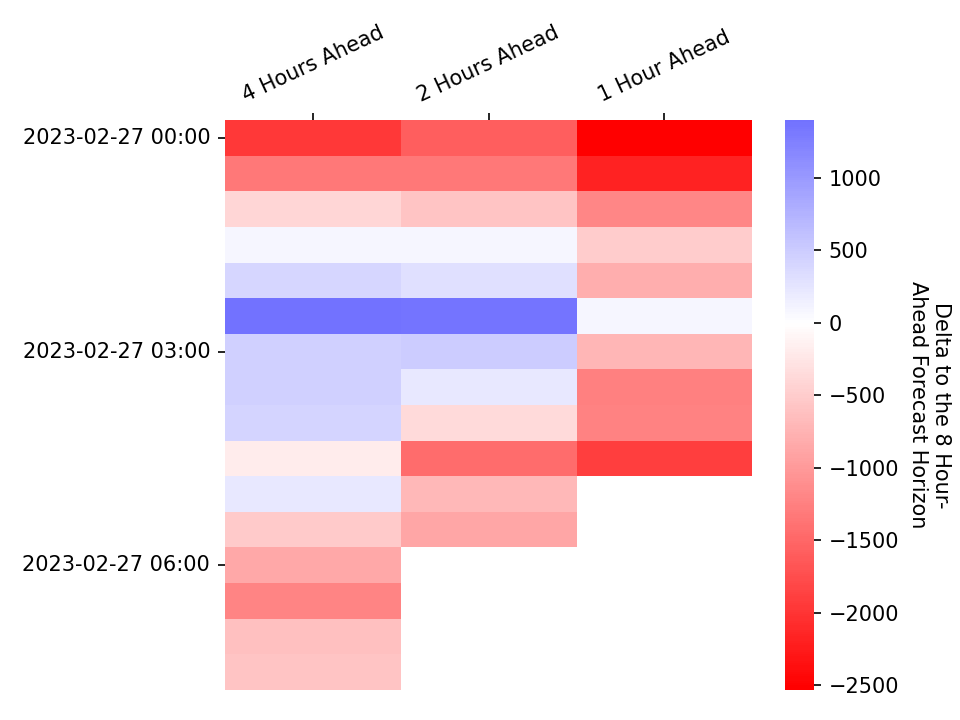 4 Hours Ahead
2 Hours Ahead
1 Hour Ahead
2023-02-27 00:00
2023-02-27 03:00
2023-02-27 06:00
1000
500
0
−500
−1000
−1500
−2000
−2500
Delta to the 8 Hour-
Ahead Forecast Horizon